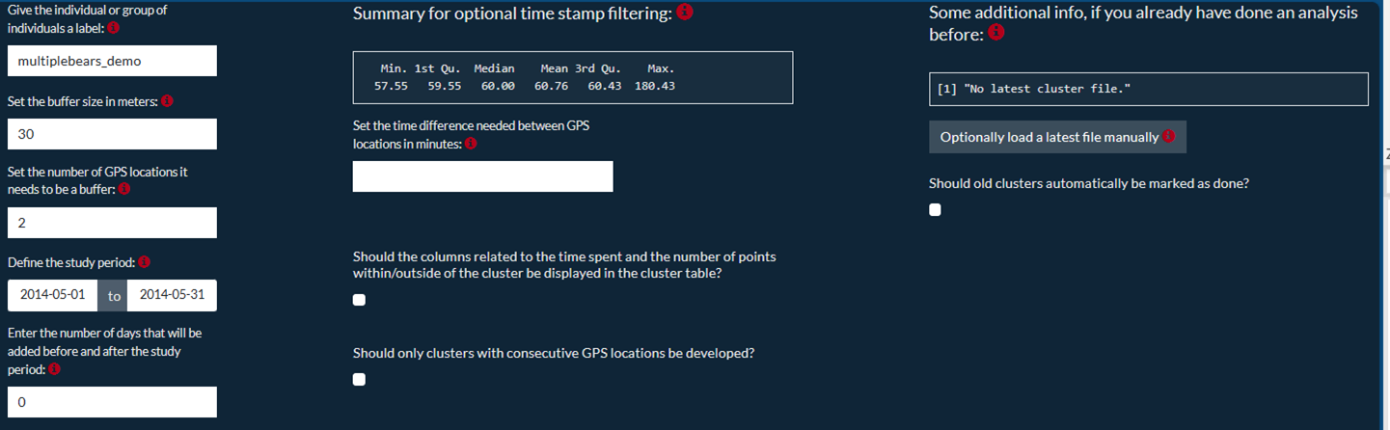 Give the individual or group of
individuals a label:
multiplebears_demo
Set the buffer size in meters:
30
Set the number of GPS locations it
needs to be a buffer:
2
Define the study period:
2014-05-01 to 2014-05-31
Enter the number of days that will be
added before and after the study
period:
0
Summary for optional time stamp filtering:
Min. 1st Qu. Median Mean 3rd Qu. Max.
57.55 59.55 60.00 60.76 60.43 180.43
Set the time difference needed between GPS
locations in minutes:
Should the columns related to the time spent and the number of points
within/outside of the cluster be displayed in the cluster table?
Should only clusters with consecutive GPS locations be developed?
Some additional info, if you already have done an analysis
before:
[1] "No latest cluster file."
Optionally load a latest file manually
Should old clusters automatically be marked as done?